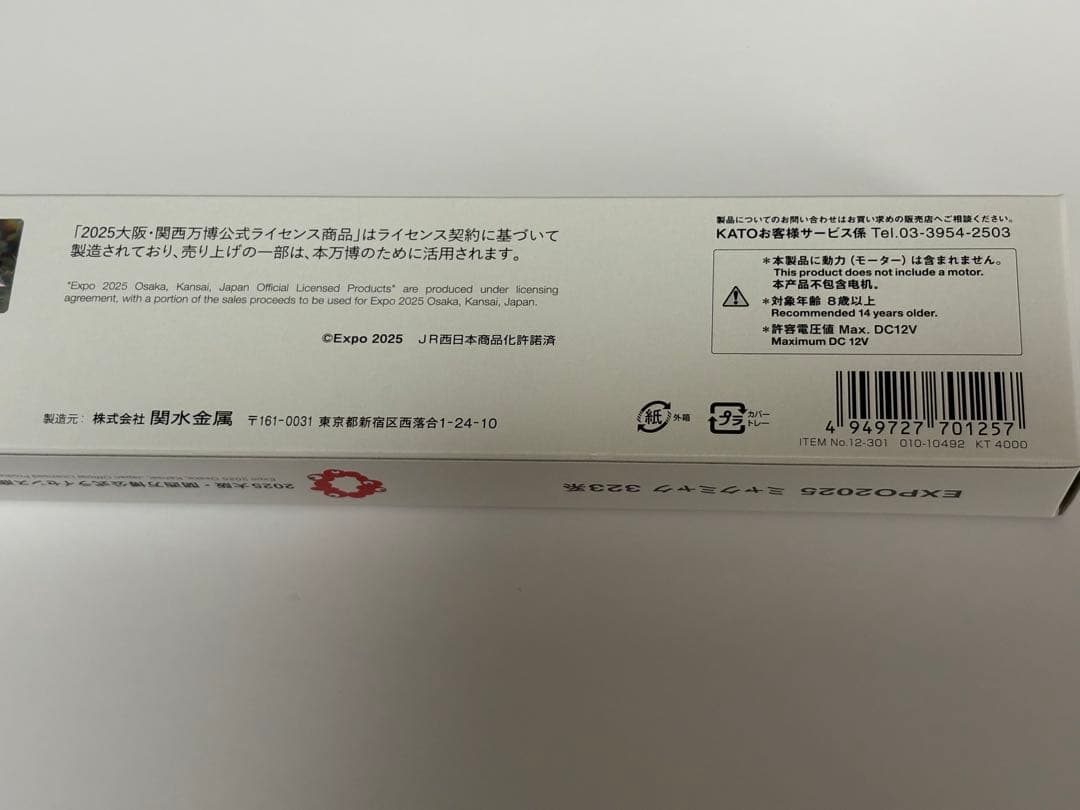 「2025大阪・関西万博公式ライセンス商品」はライセンス契約に基づいて
製造されており、売り上げの一部は、本万博のために活用されます。
"Expo 2025 Osaka, Kansai, Japan Official Licensed Products" are produced under licensing
agreement, with a portion of the sales proceeds to be used for Expo 2025 Osaka, Kansai, Japan.
©Expo 2025 JR西日本商品化許諾済
製造元: 株式会社 関水金属 〒161-0031 東京都新宿区西落合1-24-10
製品についてのお問い合わせはお買い求めの販売店へご相談ください。
KATOお客様サービス係 Tel.03-3954-2503
*本製品に動力(モーター)は含まれません。
This product does not include a motor.
本产品不包含电机。
*対象年齢 8歳以上
Recommended 14 years older.
*許容電圧値 Max. DC12V
Maximum DC 12V
紙 外箱
プラ カバー
トレー
4 949727 701257
ITEM No.12-301 010-10492 KT 4000
EXPO2025 ミャクミャク 323系
2025大阪・関西万博公式ライセンス商
Expo 2025 Osaka, Kansai, Japan Official Licensed